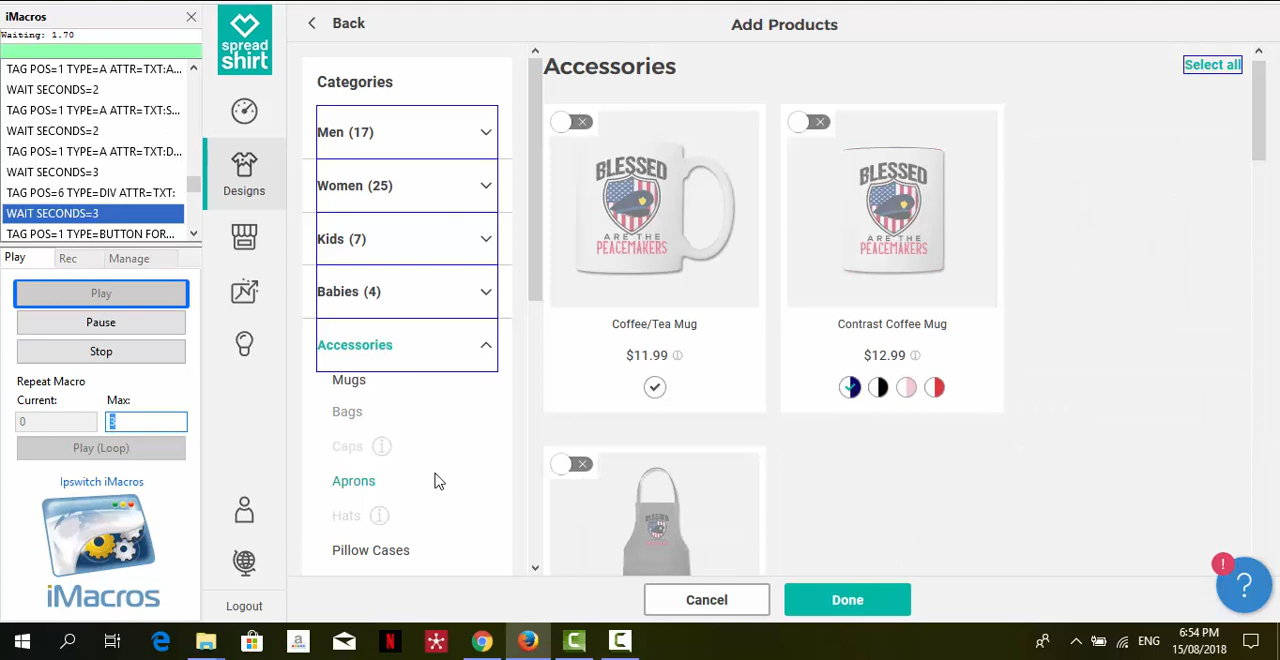 iMacros
Waiting: 1.70
TAG POS=1 TYPE=A ATTR=TXT:A...
WAIT SECONDS=2
TAG POS=1 TYPE=A ATTR=TXT:S...
WAIT SECONDS=2
TAG POS=1 TYPE=A ATTR=TXT:D...
WAIT SECONDS=3
TAG POS=6 TYPE=DIV ATTR=TXT:
WAIT SECONDS=3
TAG POS=1 TYPE=BUTTON FOR...
Play
Rec
Manage
Play
Pause
Stop
Repeat Macro
Current:
Max:
0
3
Play (Loop)
Ipswitch iMacros
iMacros
spread
shirt
Designs
Logout
Back
Add Products
Categories
Men (17)
Women (25)
Kids (7)
Babies (4)
Accessories
Mugs
Bags
Caps
Aprons
Hats
Pillow Cases
Accessories
Select all
BLESSED
ARE THE
PEACEMAKERS
Coffee/Tea Mug
$11.99
BLESSED
ARE THE
PEACEMAKERS
Contrast Coffee Mug
$12.99
Cancel
Done
!
?
ENG
6:54 PM
15/08/2018